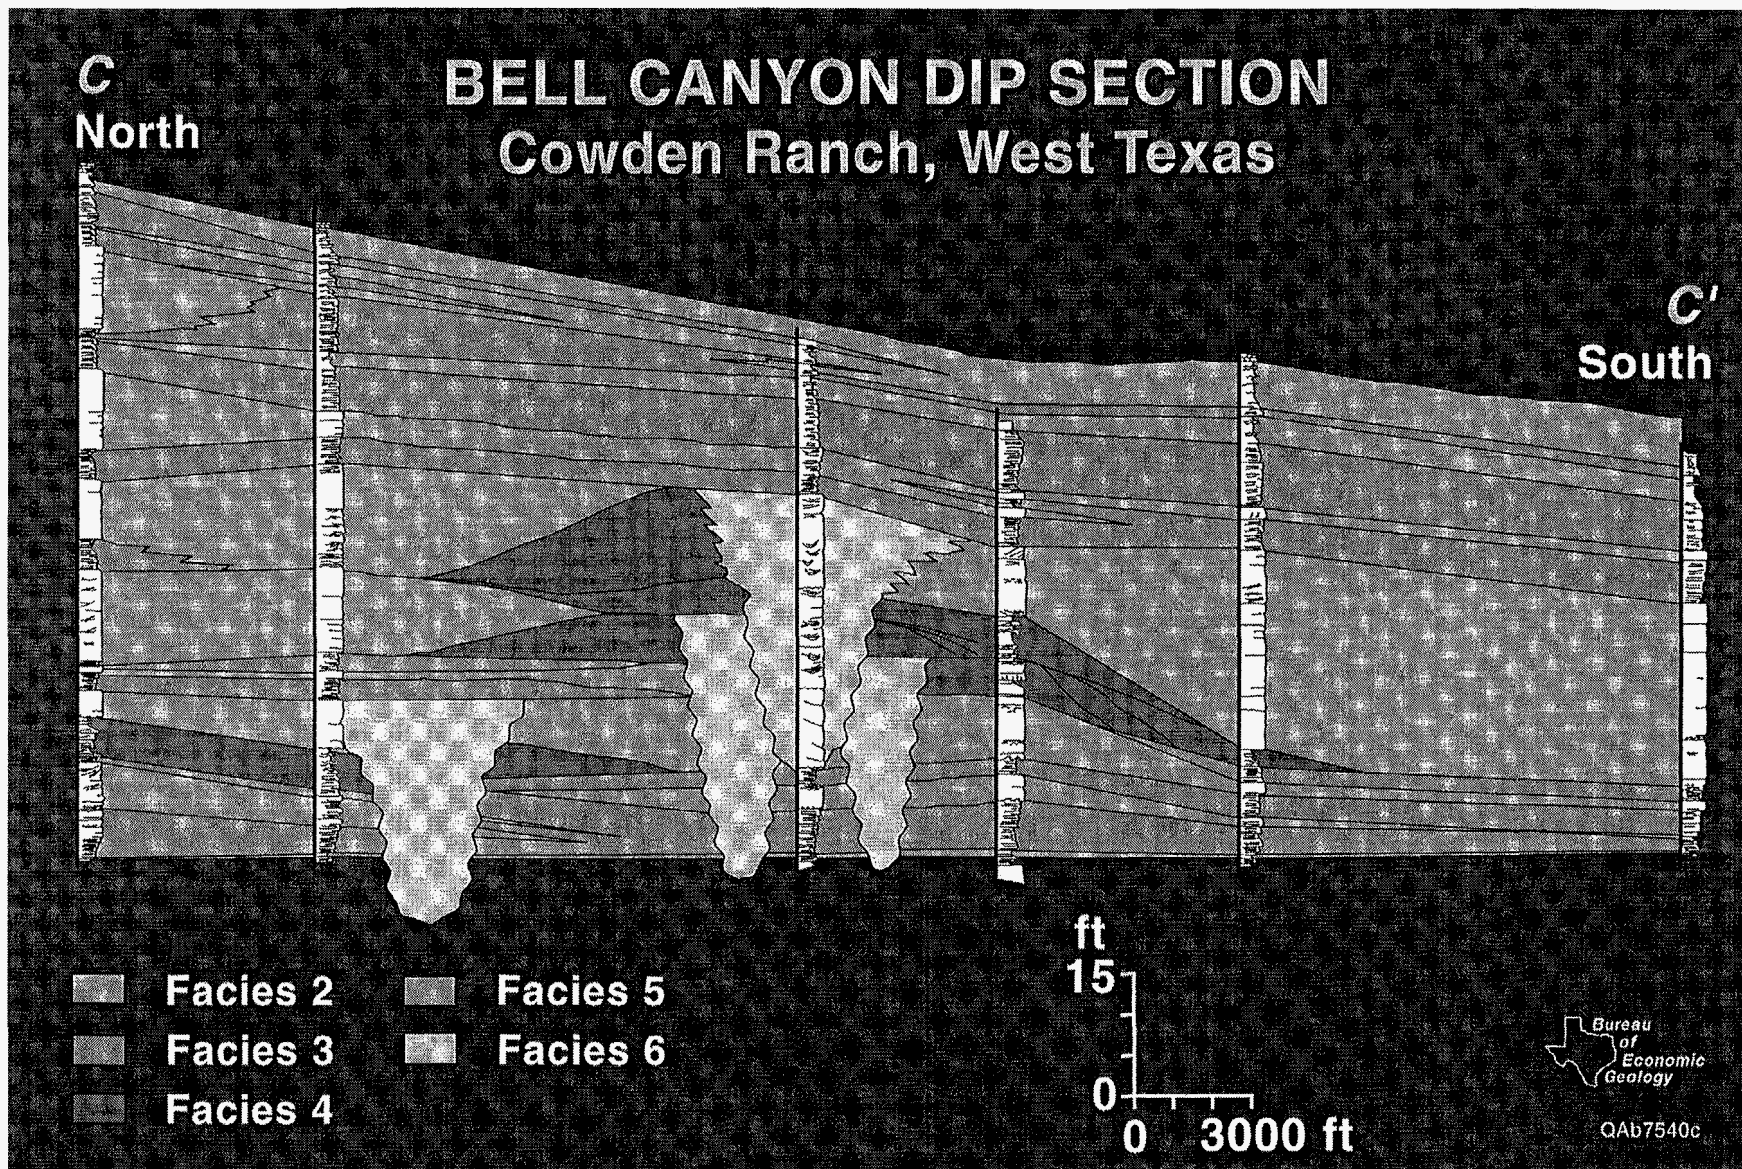 C
North
BELL CANYON DIP SECTION
Cowden Ranch, West Texas
C'
South
Facies 2
Facies 3
Facies 4
Facies 5
Facies 6
ft
15
0
0 3000 ft
Bureau
of
Economic
Geology
QAb7540c